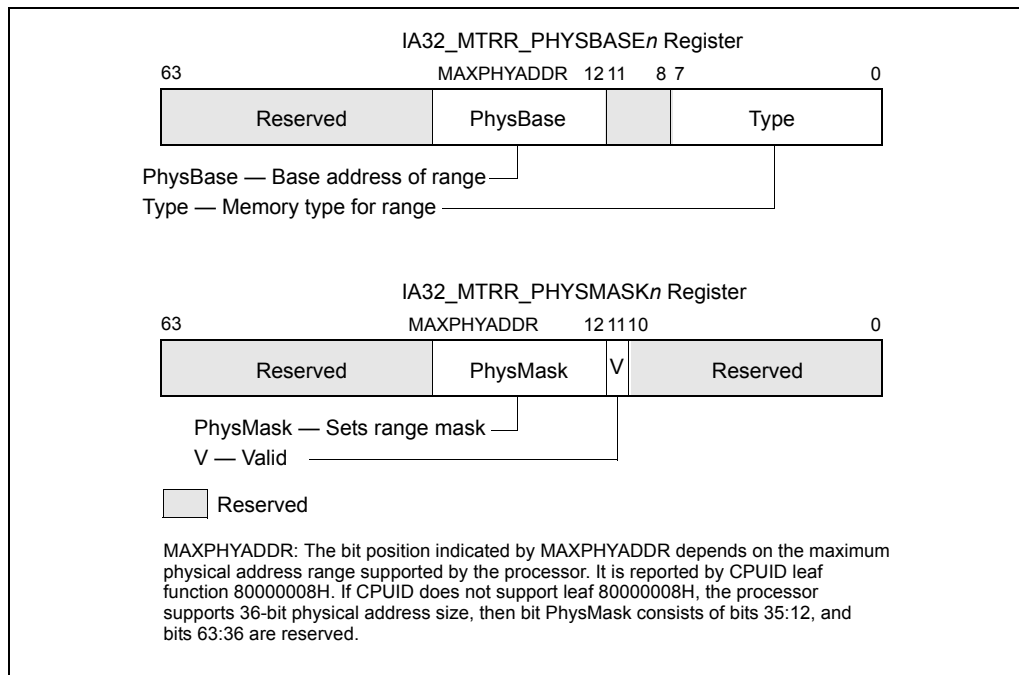 IA32_MTRR_PHYSBASEn Register
63 MAXPHYADDR 12 11 8 7 0
Reserved PhysBase Type
PhysBase — Base address of range
Type — Memory type for range
IA32_MTRR_PHYSMASKn Register
63 MAXPHYADDR 12 11 10 0
Reserved PhysMask V Reserved
PhysMask — Sets range mask
V — Valid
Reserved
MAXPHYADDR: The bit position indicated by MAXPHYADDR depends on the maximum
physical address range supported by the processor. It is reported by CPUID leaf
function 80000008H. If CPUID does not support leaf 80000008H, the processor
supports 36-bit physical address size, then bit PhysMask consists of bits 35:12, and
bits 63:36 are reserved.